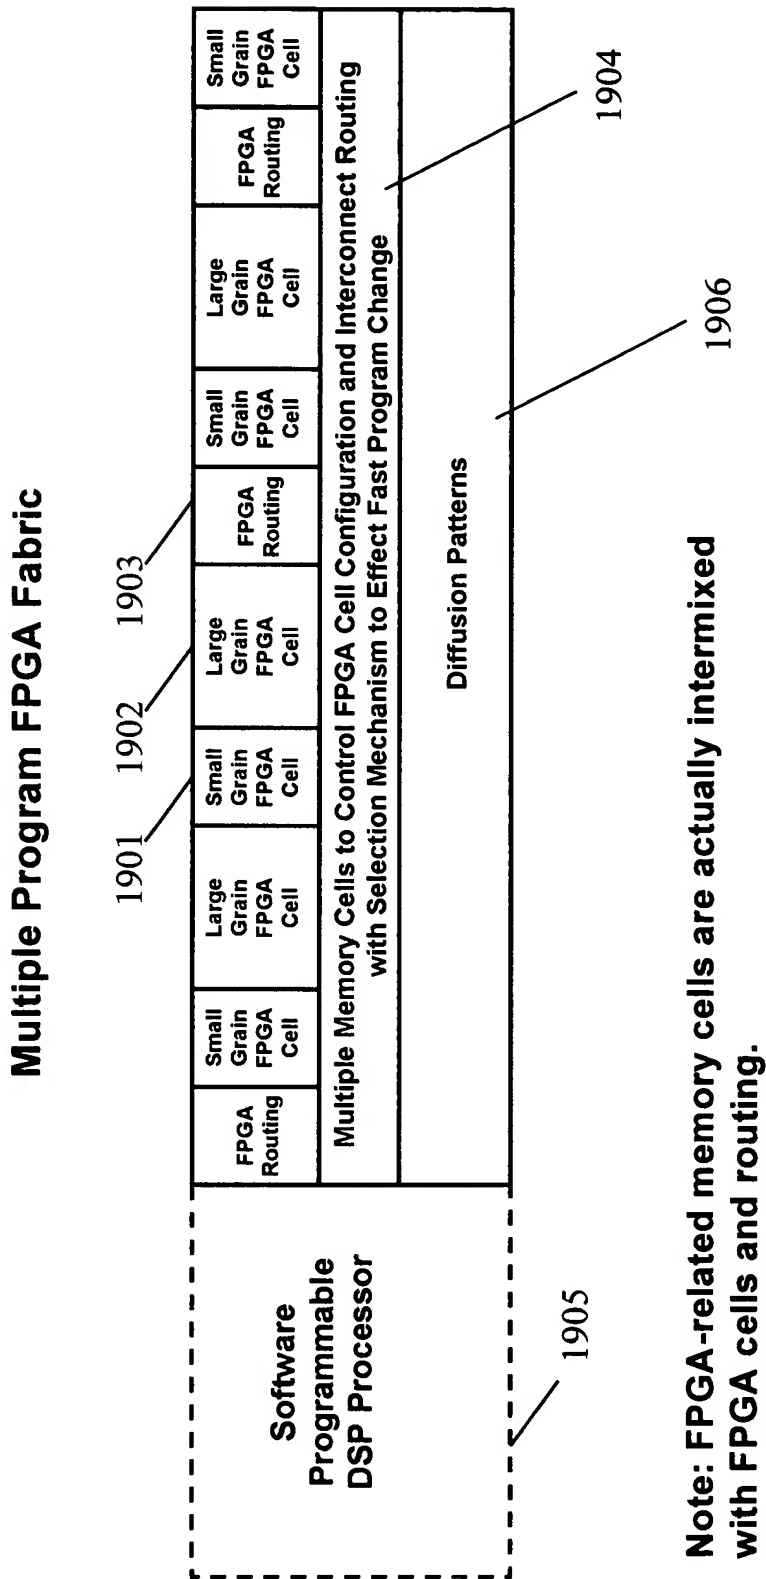 Multiple Program FPGA Fabric
1901
1902
1903
Software
Programmable
DSP Processor
FPGA
Routing
Small
Grain
FPGA
Cell
Large
Grain
FPGA
Cell
Small
Grain
FPGA
Cell
Large
Grain
FPGA
Cell
FPGA
Routing
Small
Grain
FPGA
Cell
Large
Grain
FPGA
Cell
FPGA
Routing
Small
Grain
FPGA
Cell
Multiple Memory Cells to Control FPGA Cell Configuration and Interconnect Routing
with Selection Mechanism to Effect Fast Program Change
Diffusion Patterns
1905
1904
1906
Note: FPGA-related memory cells are actually intermixed
with FPGA cells and routing.